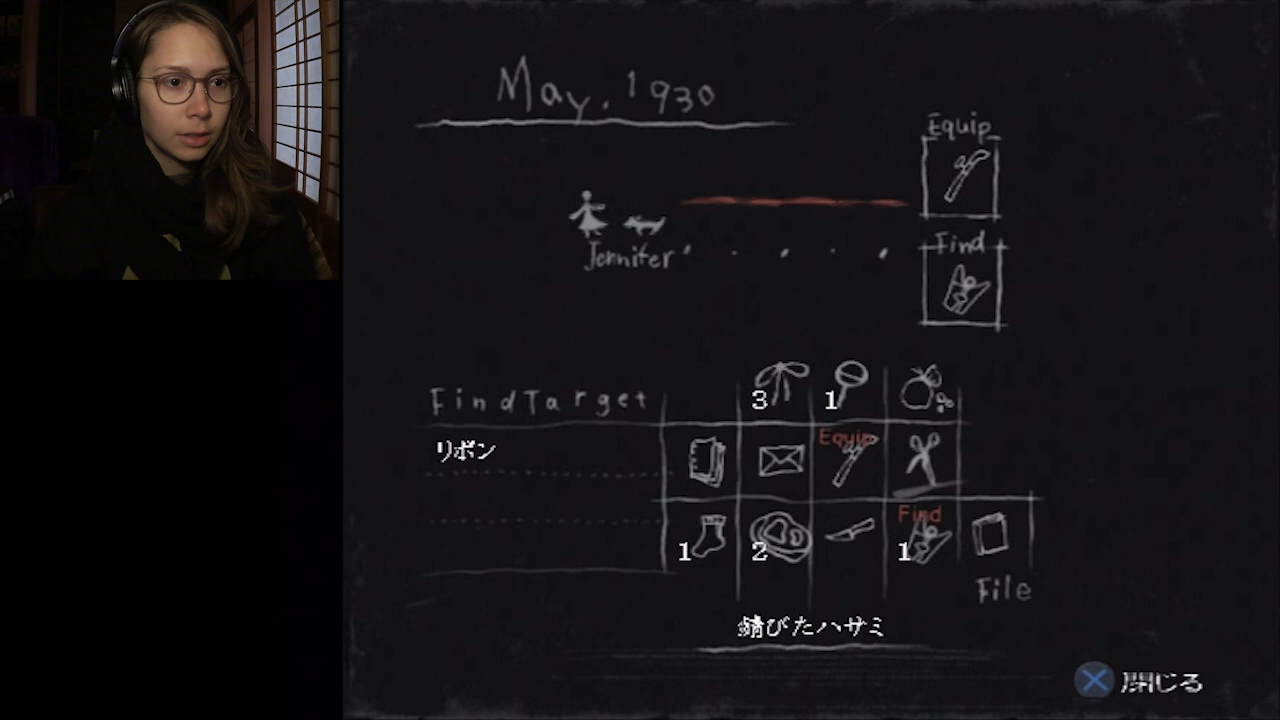 May, 1930
Equip
Jennifer
Find
FindTarget
3
1
リボン
Equip
Find
1
2
1
File
錆びたハサミ
閉じる